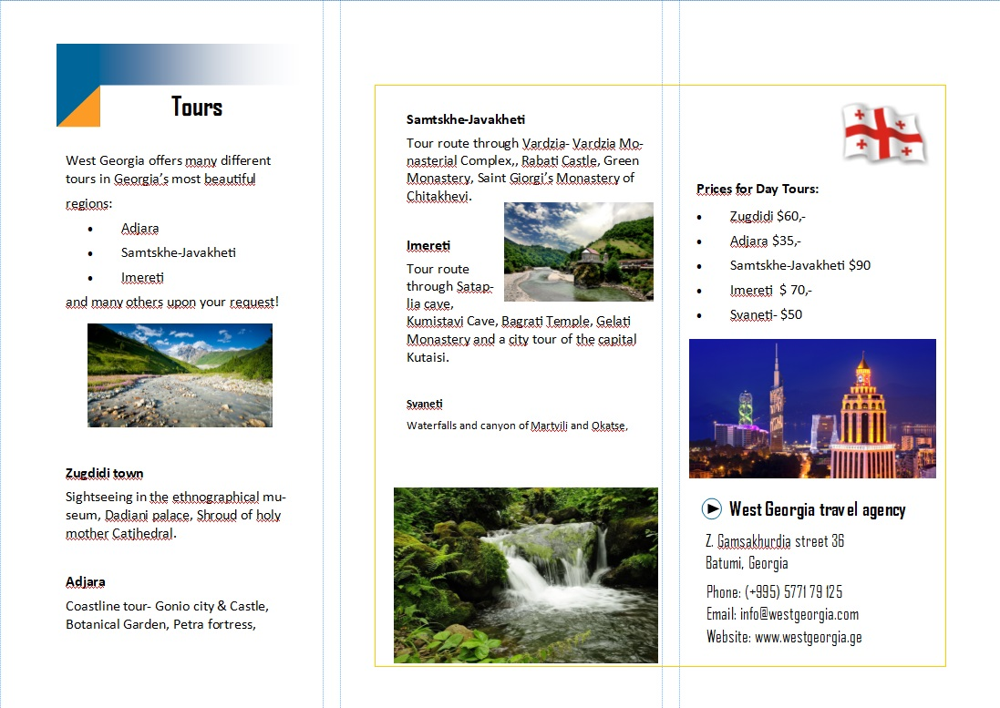 Tours
West Georgia offers many different
tours in Georgia's most beautiful
regions:
• Adjara
• Samtskhe-Javakheti
• Imereti
and many others upon your request!
Zugdidi town
Sightseeing in the ethnographical mu-
seum, Dadiani palace, Shroud of holy
mother Catjhedral.
Adjara
Coastline tour- Gonio city & Castle,
Botanical Garden, Petra fortress,
Samtskhe-Javakheti
Tour route through Vardzia- Vardzia Mo-
nasterial Complex,, Rabati Castle, Green
Monastery, Saint Giorgi's Monastery of
Chitakhevi.
Imereti
Tour route
through Satap-
lia cave,
Kumistavi Cave, Bagrati Temple, Gelati
Monastery and a city tour of the capital
Kutaisi.
Svaneti
Waterfalls and canyon of Martvili and Okatse,
Prices for Day Tours:
• Zugdidi $60,-
• Adjara $35,-
• Samtskhe-Javakheti $90
• Imereti $ 70,-
• Svaneti- $50
West Georgia travel agency
Z. Gamsakhurdia street 36
Batumi, Georgia
Phone: (+995) 5771 79 125
Email: info@westgeorgia.com
Website: www.westgeorgia.ge